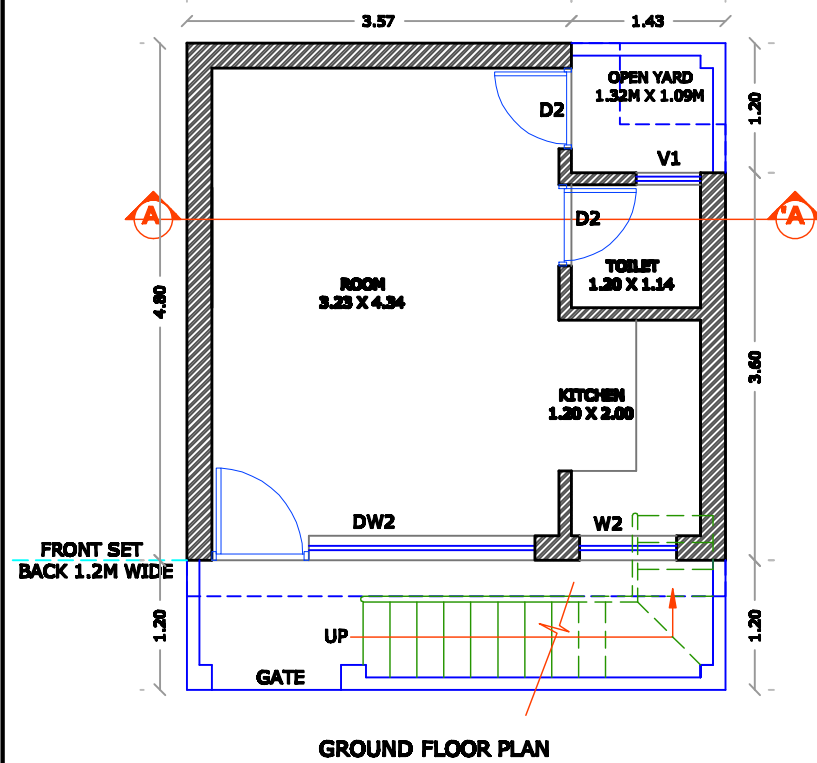 3.57
1.43
OPEN YARD
1.32M X 1.09M
D2
1.20
V1
A
'A
D2
TOILET
1.20 X 1.14
ROOM
3.23 X 4.34
4.80
3.60
KITCHEN
1.20 X 2.00
DW2
W2
FRONT SET
BACK 1.2M WIDE
1.20
UP
1.20
GATE
GROUND FLOOR PLAN